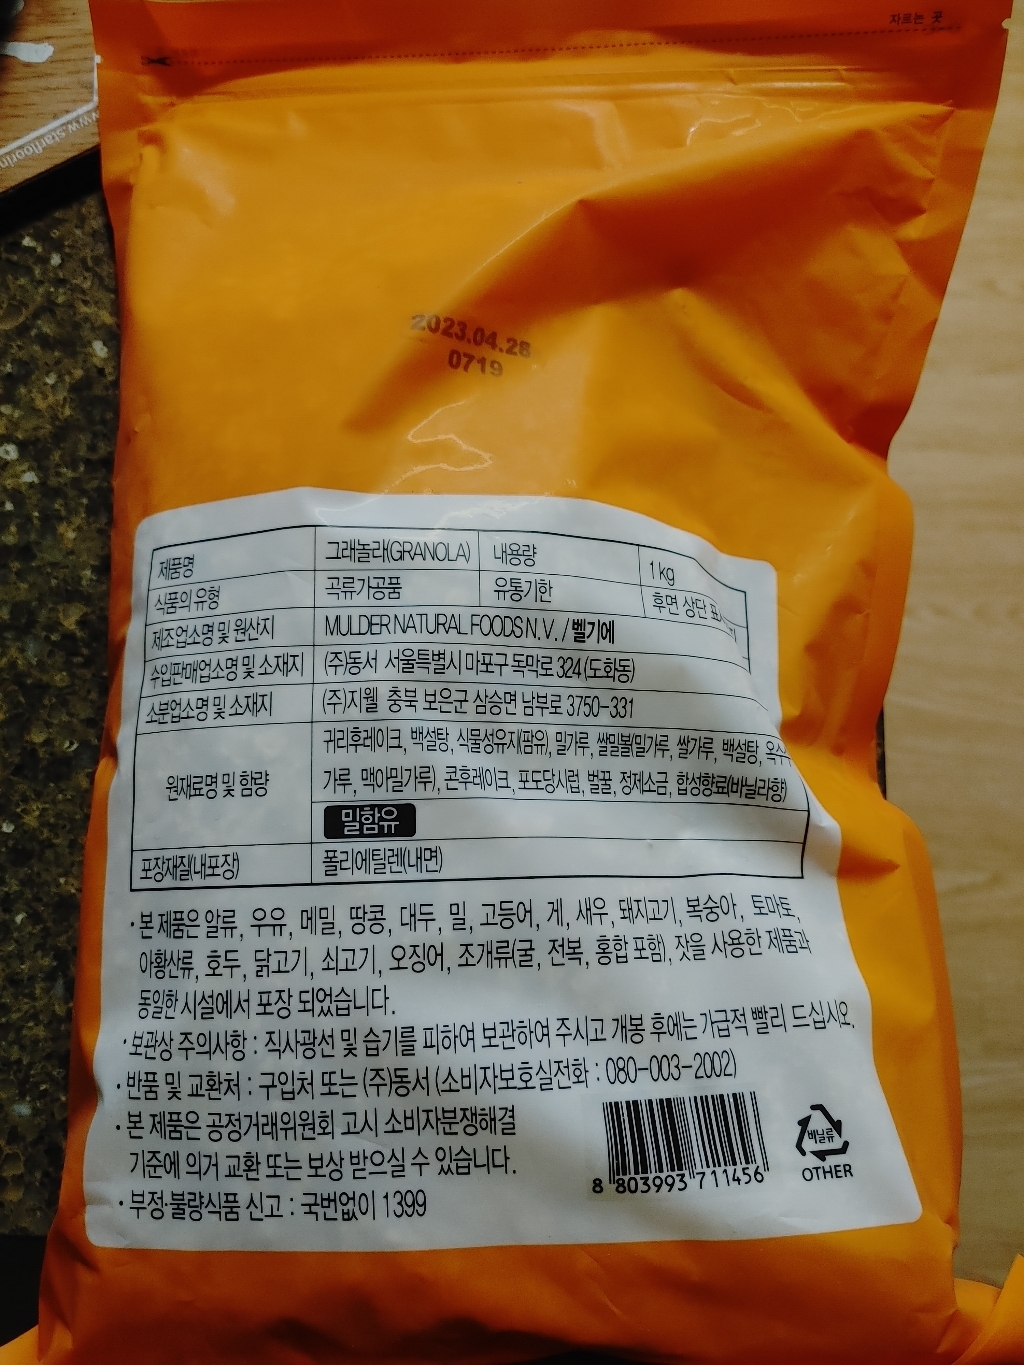 자르는 곳
www.starfloorin
2023.04.28
0719
제품명 그래놀라(GRANOLA) 내용량 1kg
식품의 유형 곡류가공품 유통기한 후면 상단
제조업소명 및 원산지 MULDER NATURAL FOODS N.V. / 벨기에
수입판매업소명 및 소재지 (주)동서 서울특별시 마포구 독막로 324 (도화동)
소분업소명 및 소재지 (주)지웰 충북 보은군 삼승면 남부로 3750-331
원재료명 및 함량 귀리후레이크, 백설탕, 식물성유지(팜유), 밀가루, 쌀밀볼(밀가루, 쌀가루, 백설탕, 옥수
가루, 맥아밀가루), 콘후레이크, 포도당시럽, 벌꿀, 정제소금, 합성향료(바닐라향)
밀함유
포장재질(내포장) 폴리에틸렌(내면)
·본 제품은 알류, 우유, 메밀, 땅콩, 대두, 밀, 고등어, 게, 새우, 돼지고기, 복숭아, 토마토,
아황산류, 호두, 닭고기, 쇠고기, 오징어, 조개류(굴, 전복, 홍합 포함), 잣을 사용한 제품과
동일한 시설에서 포장 되었습니다.
·보관상 주의사항 : 직사광선 및 습기를 피하여 보관하여 주시고 개봉 후에는 가급적 빨리 드십시오.
·반품 및 교환처 : 구입처 또는 (주)동서 (소비자보호실전화 : 080-003-2002)
·본 제품은 공정거래위원회 고시 소비자분쟁해결
기준에 의거 교환 또는 보상 받으실 수 있습니다.
·부정·불량식품 신고 : 국번없이 1399
8 803993 711456
비닐류
OTHER